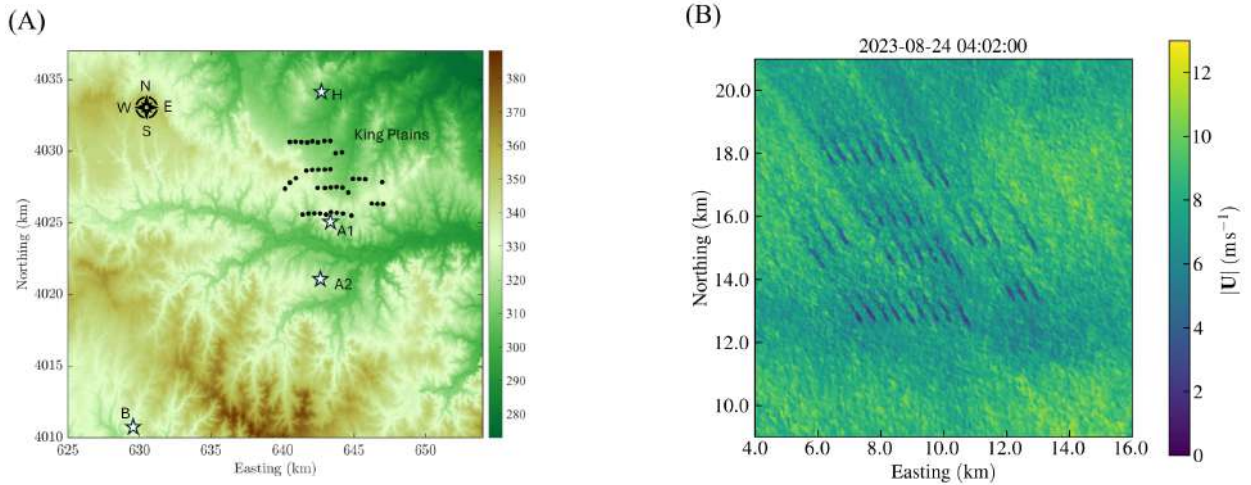 (A)
4035
4030
4025
4020
4015
4010
Northing (km)
625
630
635
640
645
650
Easting (km)
N
W
E
S
H
King Plains
A1
A2
B
380
370
360
350
340
330
320
310
300
290
280
(B)
2023-08-24 04:02:00
20.0
18.0
16.0
14.0
12.0
10.0
Northing (km)
4.0
6.0
8.0
10.0
12.0
14.0
16.0
Easting (km)
12
10
8
6
4
2
0
|U| (m s⁻¹)